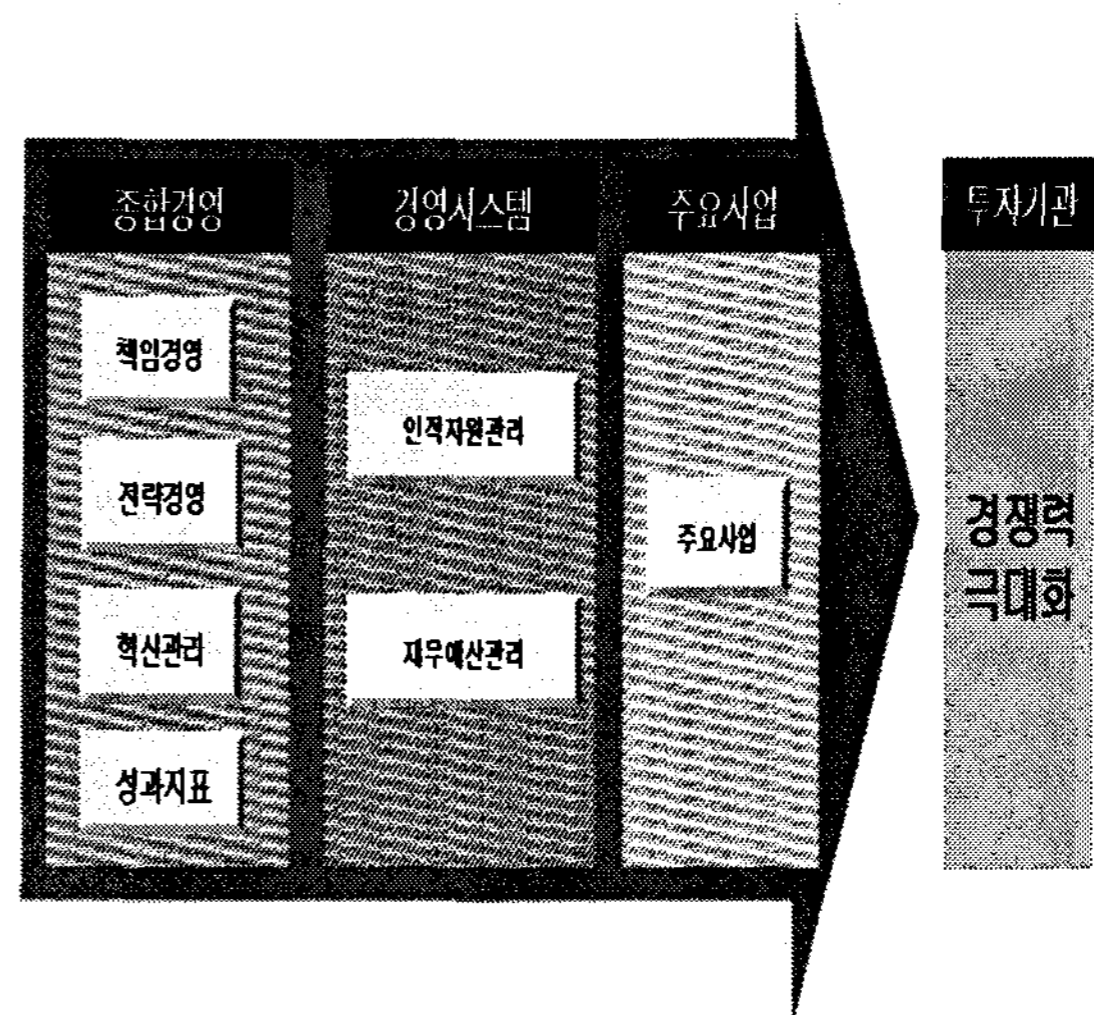 종합경영
책임경영
전략경영
혁신관리
성과지표
경영시스템
인적자원관리
재무예산관리
주요사업
주요사업
투자기관
경쟁력
극대화